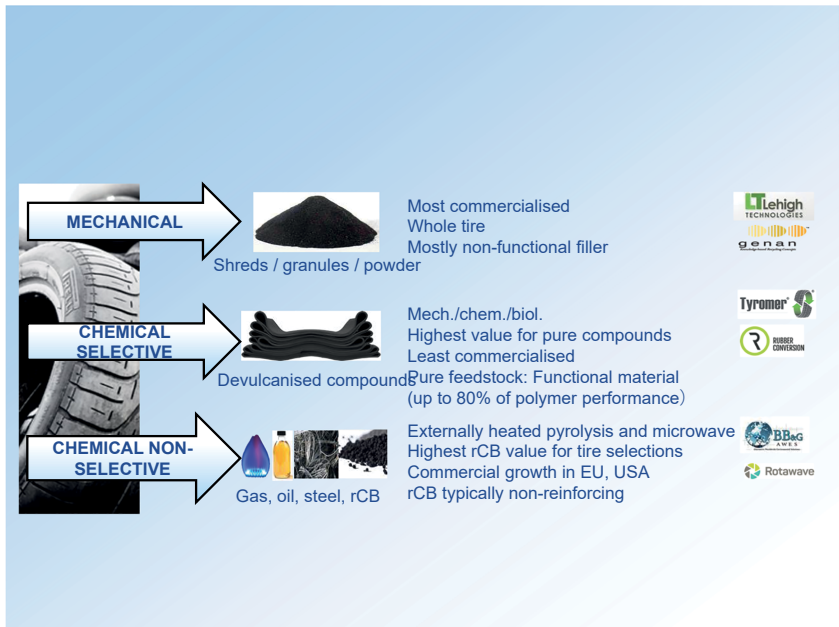 MECHANICAL
Shreds / granules / powder
Most commercialised
Whole tire
Mostly non-functional filler
LT Lehigh
TECHNOLOGIES
genan
CHEMICAL
SELECTIVE
Devulcanised compounds
Mech./chem./biol.
Highest value for pure compounds
Least commercialised
Pure feedstock: Functional material
(up to 80% of polymer performance）
Tyromer
R RUBBER
CONVERSION
CHEMICAL NON-
SELECTIVE
Gas, oil, steel, rCB
Externally heated pyrolysis and microwave
Highest rCB value for tire selections
Commercial growth in EU, USA
rCB typically non-reinforcing
BB&G
AWES
Rotawave